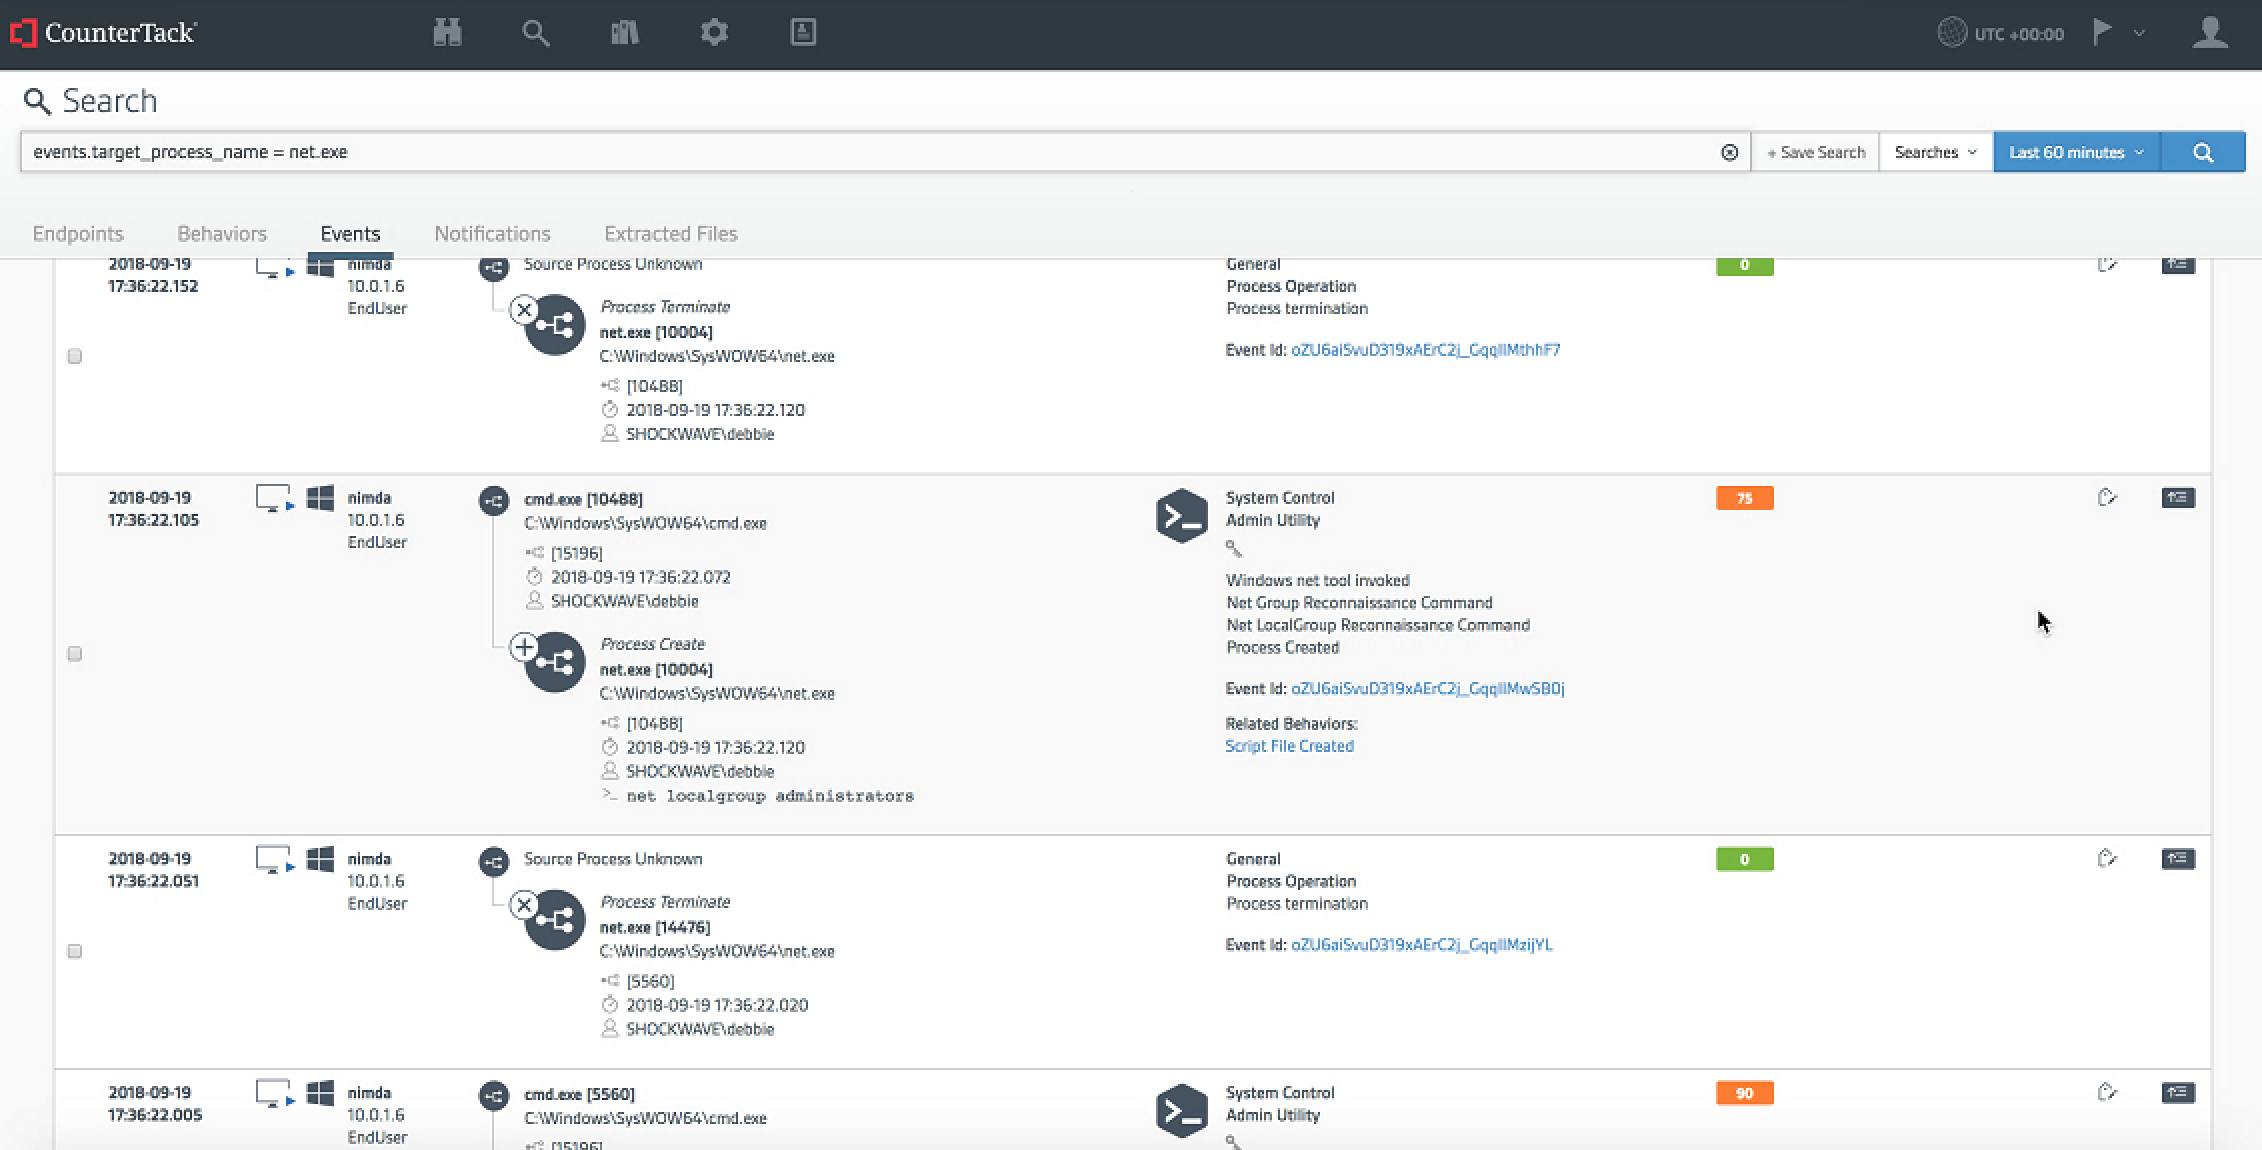 CounterTack
UTC +00:00
Search
events.target_process_name = net.exe
+ Save Search
Searches
Last 60 minutes
Endpoints
Behaviors
Events
Notifications
Extracted Files
2018-09-19
17:36:22.152
nimda
10.0.1.6
EndUser
Source Process Unknown
Process Terminate
net.exe [10004]
C:\Windows\SysWOW64\net.exe
[10488]
2018-09-19 17:36:22.120
SHOCKWAVE\debbie
General
Process Operation
Process termination
Event Id: oZU6aiSvuD319xAErC2j_GqqIIMthhF7
0
2018-09-19
17:36:22.105
nimda
10.0.1.6
EndUser
cmd.exe [10488]
C:\Windows\SysWOW64\cmd.exe
[15196]
2018-09-19 17:36:22.072
SHOCKWAVE\debbie
Process Create
net.exe [10004]
C:\Windows\SysWOW64\net.exe
[10488]
2018-09-19 17:36:22.120
SHOCKWAVE\debbie
>_ net localgroup administrators
System Control
Admin Utility
Windows net tool invoked
Net Group Reconnaissance Command
Net LocalGroup Reconnaissance Command
Process Created
Event Id: oZU6aiSvuD319xAErC2j_GqqIIMwSB0j
Related Behaviors:
Script File Created
75
2018-09-19
17:36:22.051
nimda
10.0.1.6
EndUser
Source Process Unknown
Process Terminate
net.exe [14476]
C:\Windows\SysWOW64\net.exe
[5560]
2018-09-19 17:36:22.020
SHOCKWAVE\debbie
General
Process Operation
Process termination
Event Id: oZU6aiSvuD319xAErC2j_GqqIIMzijYL
0
2018-09-19
17:36:22.005
nimda
10.0.1.6
EndUser
cmd.exe [5560]
C:\Windows\SysWOW64\cmd.exe
[15196]
System Control
Admin Utility
90